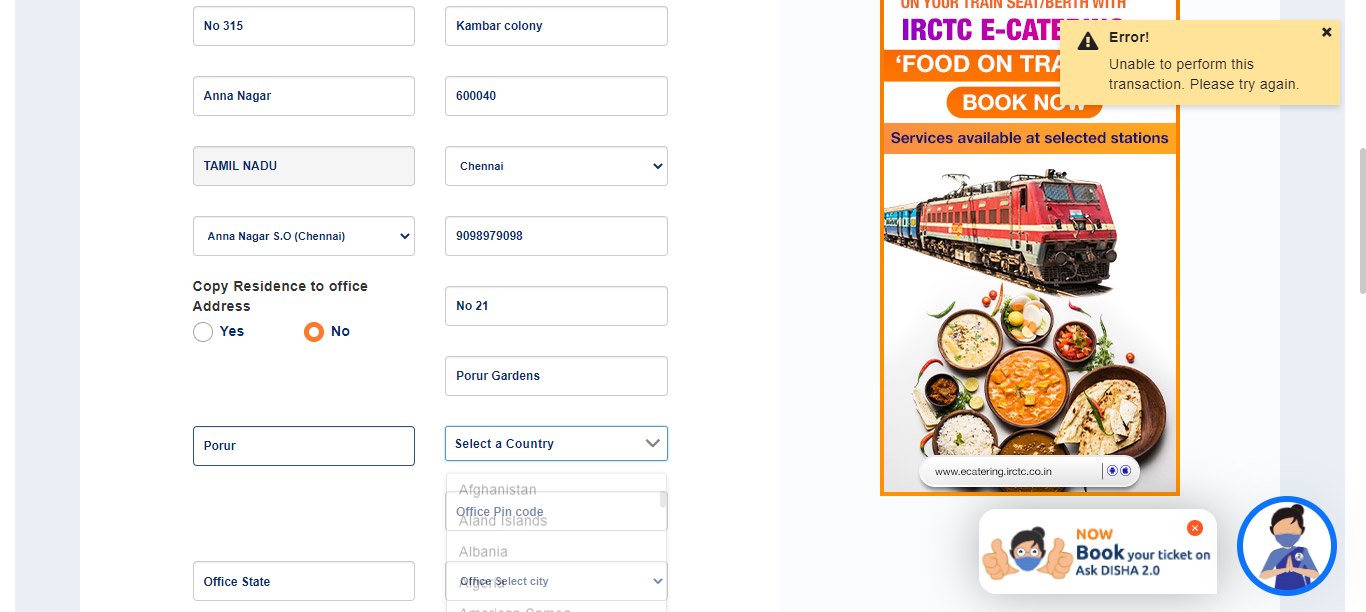 No 315
Kambar colony
Anna Nagar
600040
TAMIL NADU
Chennai
Anna Nagar S.O (Chennai)
9098979098
Copy Residence to office
Address
Yes
No
No 21
Porur Gardens
Porur
Select a Country
Afghanistan
Office Pin code
Aland Islands
Albania
Office State
Office Select city
Algeria
American Samoa
ON YOUR TRAIN SEAT/BERTH WITH
IRCTC E-CATERING
'FOOD ON TRA
BOOK NOW
Services available at selected stations
www.ecatering.irctc.co.in
Error!
Unable to perform this
transaction. Please try again.
NOW
Book your ticket on
Ask DISHA 2.0